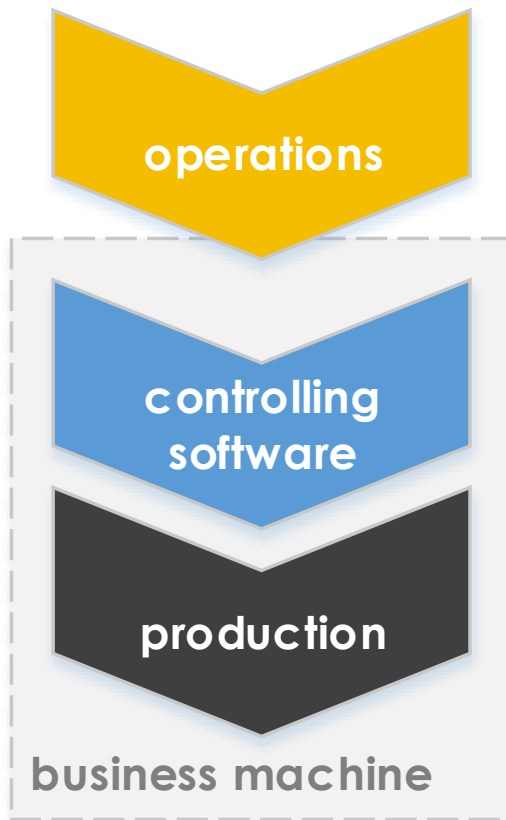 operations
controlling
software
production
business machine